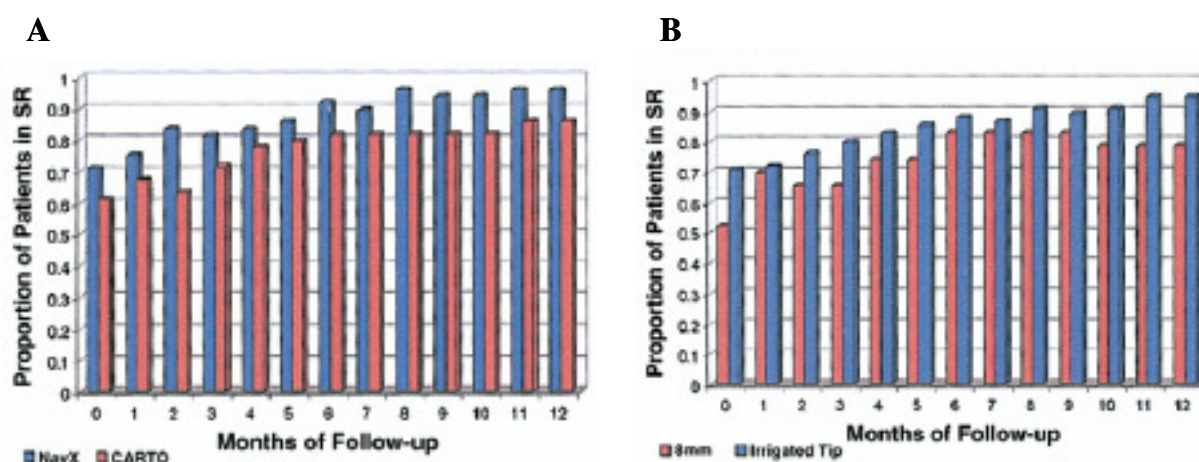 A
B
Proportion of Patients in SR
1
0.9
0.8
0.7
0.6
0.5
0.4
0.3
0.2
0.1
0
0 1 2 3 4 5 6 7 8 9 10 11 12
Months of Follow-up
NavX CARTO
Proportion of Patients in SR
1
0.9
0.8
0.7
0.6
0.5
0.4
0.3
0.2
0.1
0
0 1 2 3 4 5 6 7 8 9 10 11 12
Months of Follow-up
8mm Irrigated Tip